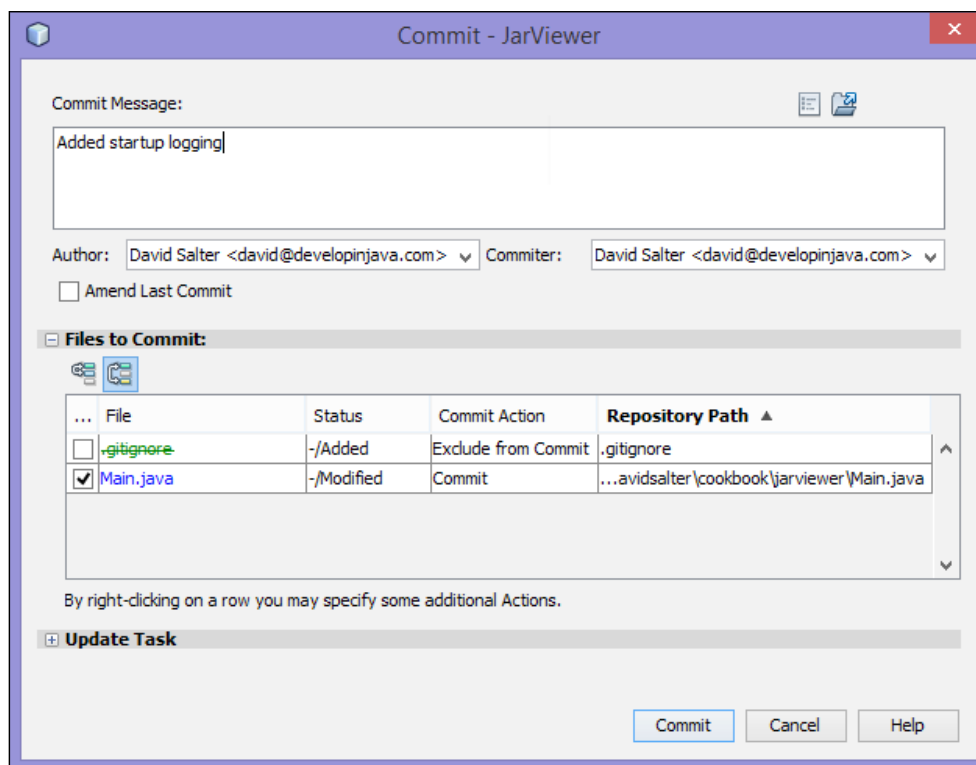 Commit - JarViewer
Commit Message:
Added startup logging
Author: David Salter <david@developinjava.com> Commiter: David Salter <david@developinjava.com>
Amend Last Commit
Files to Commit:
... File Status Commit Action Repository Path
.gitignore -/Added Exclude from Commit .gitignore
Main.java -/Modified Commit ...avidsalter\cookbook\jarviewer\Main.java
By right-clicking on a row you may specify some additional Actions.
Update Task
Commit Cancel Help